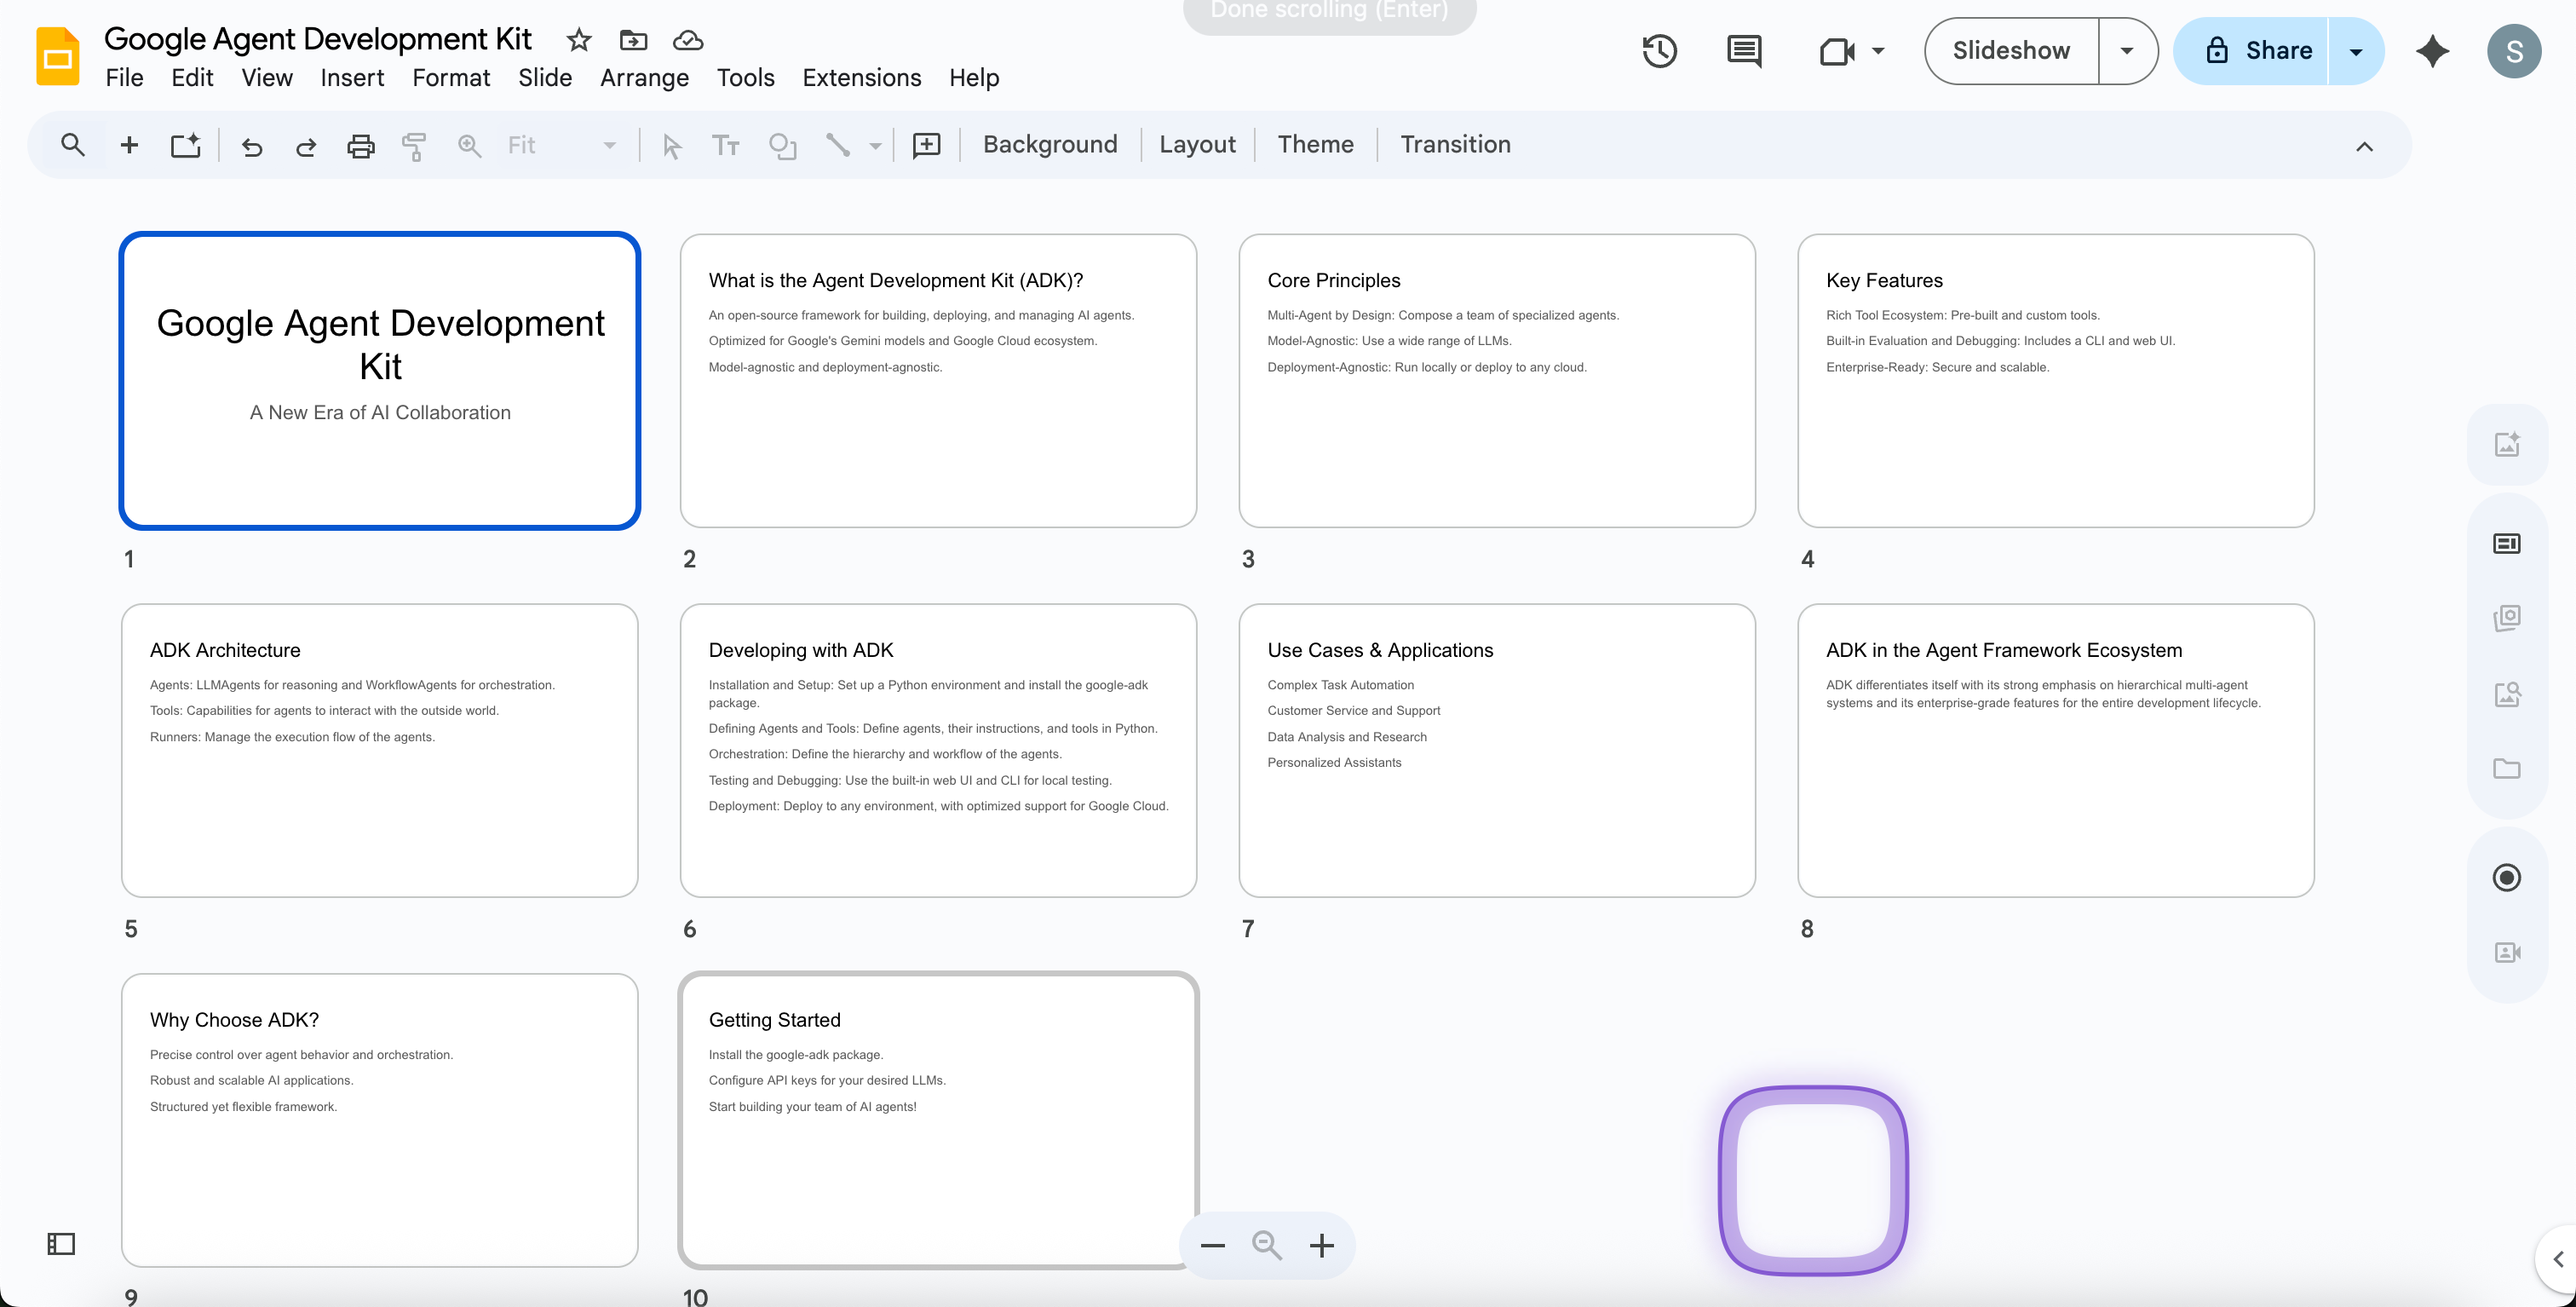 Done scrolling (Enter)
Google Agent Development Kit
File Edit View Insert Format Slide Arrange Tools Extensions Help
Slideshow
Share
S
Fit
Background
Layout
Theme
Transition
Google Agent Development
Kit
A New Era of AI Collaboration
1
What is the Agent Development Kit (ADK)?
An open-source framework for building, deploying, and managing AI agents.
Optimized for Google's Gemini models and Google Cloud ecosystem.
Model-agnostic and deployment-agnostic.
2
Core Principles
Multi-Agent by Design: Compose a team of specialized agents.
Model-Agnostic: Use a wide range of LLMs.
Deployment-Agnostic: Run locally or deploy to any cloud.
3
Key Features
Rich Tool Ecosystem: Pre-built and custom tools.
Built-in Evaluation and Debugging: Includes a CLI and web UI.
Enterprise-Ready: Secure and scalable.
4
ADK Architecture
Agents: LLMAgents for reasoning and WorkflowAgents for orchestration.
Tools: Capabilities for agents to interact with the outside world.
Runners: Manage the execution flow of the agents.
5
Developing with ADK
Installation and Setup: Set up a Python environment and install the google-adk
package.
Defining Agents and Tools: Define agents, their instructions, and tools in Python.
Orchestration: Define the hierarchy and workflow of the agents.
Testing and Debugging: Use the built-in web UI and CLI for local testing.
Deployment: Deploy to any environment, with optimized support for Google Cloud.
6
Use Cases & Applications
Complex Task Automation
Customer Service and Support
Data Analysis and Research
Personalized Assistants
7
ADK in the Agent Framework Ecosystem
ADK differentiates itself with its strong emphasis on hierarchical multi-agent
systems and its enterprise-grade features for the entire development lifecycle.
8
Why Choose ADK?
Precise control over agent behavior and orchestration.
Robust and scalable AI applications.
Structured yet flexible framework.
9
Getting Started
Install the google-adk package.
Configure API keys for your desired LLMs.
Start building your team of AI agents!
10